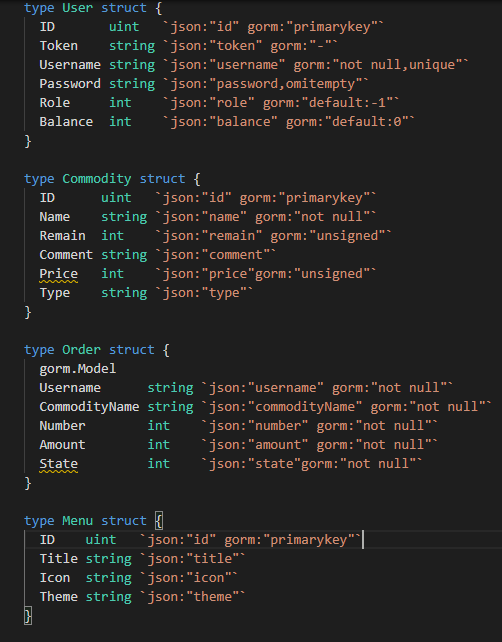 type User struct {
ID uint `json:"id" gorm:"primarykey"`
Token string `json:"token" gorm:"-"`
Username string `json:"username" gorm:"not null,unique"`
Password string `json:"password,omitempty"`
Role int `json:"role" gorm:"default:-1"`
Balance int `json:"balance" gorm:"default:0"`
}
type Commodity struct {
ID uint `json:"id" gorm:"primarykey"`
Name string `json:"name" gorm:"not null"`
Remain int `json:"remain" gorm:"unsigned"`
Comment string `json:"comment"`
Price int `json:"price"gorm:"unsigned"`
Type string `json:"type"`
}
type Order struct {
gorm.Model
Username string `json:"username" gorm:"not null"`
CommodityName string `json:"commodityName" gorm:"not null"`
Number int `json:"number" gorm:"not null"`
Amount int `json:"amount" gorm:"not null"`
State int `json:"state"gorm:"not null"`
}
type Menu struct {
ID uint `json:"id" gorm:"primarykey"`
Title string `json:"title"`
Icon string `json:"icon"`
Theme string `json:"theme"`
}